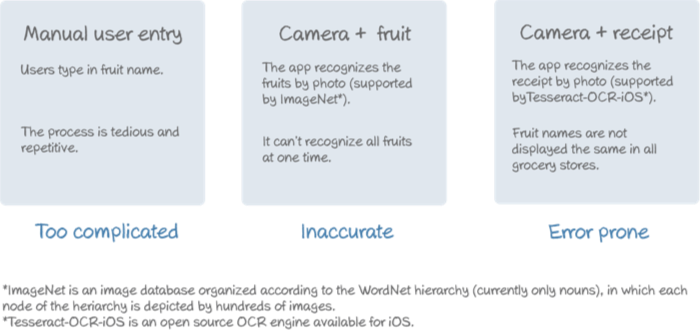 Manual user entry
Users type in fruit name.
The process is tedious and
repetitive.
Too complicated
Camera + fruit
The app recognizes the
fruits by photo (supported
by ImageNet*).
It can't recognize all fruits
at one time.
Inaccurate
Camera + receipt
The app recognizes the
receipt by photo (supported
byTesseract-OCR-iOS*).
Fruit names are not
displayed the same in all
grocery stores.
Error prone
*ImageNet is an image database organized according to the WordNet hierarchy (currently only nouns), in which each
node of the heriarchy is depicted by hundreds of images.
*Tesseract-OCR-iOS is an open source OCR engine available for iOS.